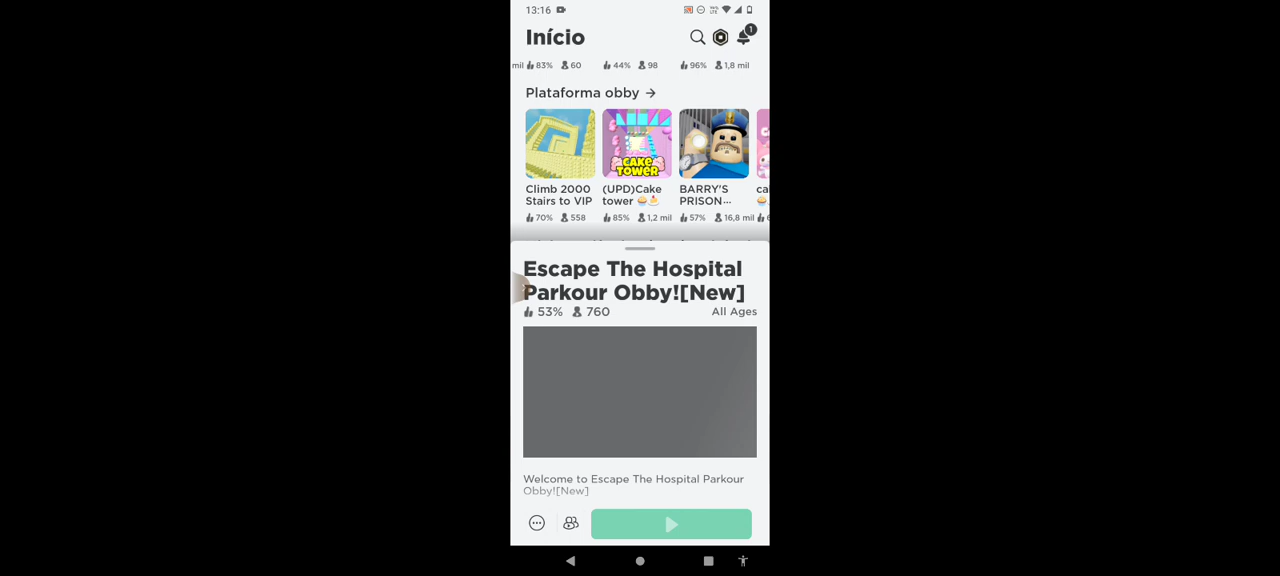 13:16
Início
1
mil 83% 60 44% 98 96% 1,8 mil
Plataforma obby →
CAKE
TOWER
Climb 2000
Stairs to VIP
(UPD)Cake
tower 🧁🍰
BARRY'S
PRISON...
ca
70% 558 85% 1,2 mil 57% 16,8 mil
Escape The Hospital
Parkour Obby![New]
53% 760 All Ages
Welcome to Escape The Hospital Parkour
Obby![New]